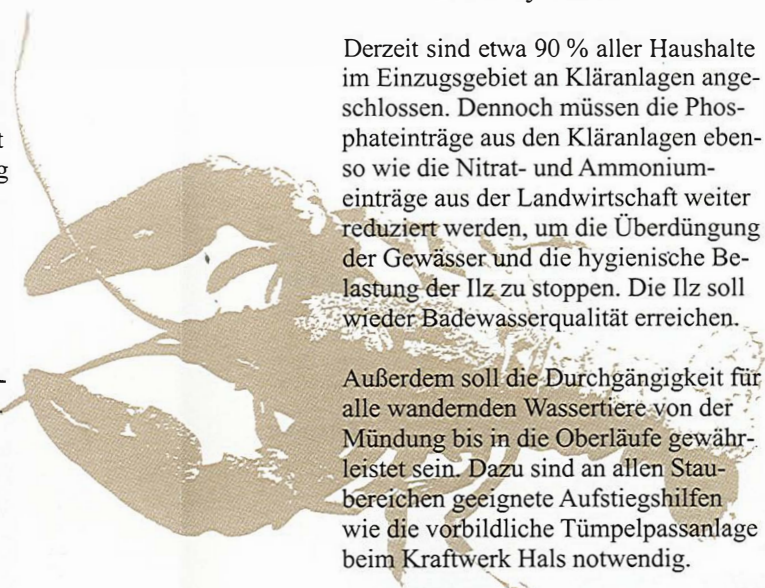 Derzeit sind etwa 90 % aller Haushalte
im Einzugsgebiet an Kläranlagen ange-
schlossen. Dennoch müssen die Phos-
phateinträge aus den Kläranlagen eben-
so wie die Nitrat- und Ammonium-
einträge aus der Landwirtschaft weiter
reduziert werden, um die Überdüngung
der Gewässer und die hygienische Be-
lastung der Ilz zu stoppen. Die Ilz soll
wieder Badewasserqualität erreichen.
Außerdem soll die Durchgängigkeit für
alle wandernden Wassertiere von der
Mündung bis in die Oberläufe gewähr-
leistet sein. Dazu sind an allen Stau-
bereichen geeignete Aufstiegshilfen
wie die vorbildliche Tümpelpassanlage
beim Kraftwerk Hals notwendig.